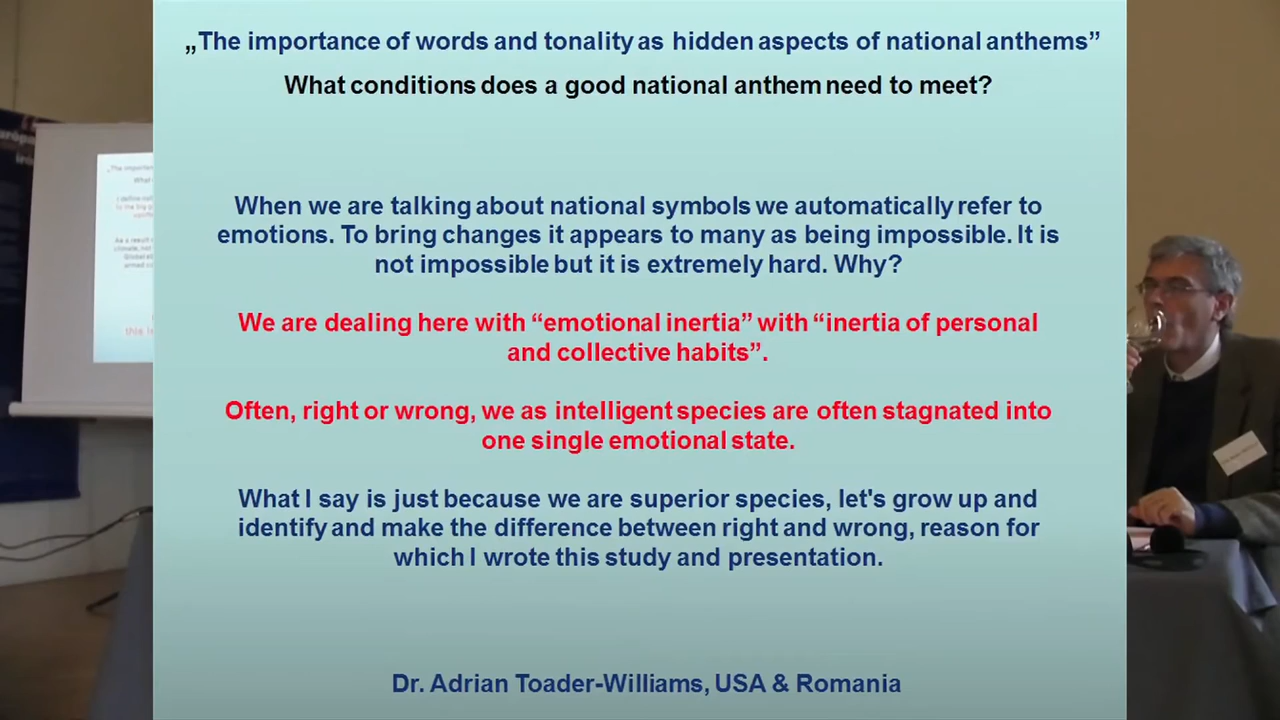 „The importance of words and tonality as hidden aspects of national anthems”
What conditions does a good national anthem need to meet?
When we are talking about national symbols we automatically refer to
emotions. To bring changes it appears to many as being impossible. It is
not impossible but it is extremely hard. Why?
We are dealing here with “emotional inertia” with “inertia of personal
and collective habits”.
Often, right or wrong, we as intelligent species are often stagnated into
one single emotional state.
What I say is just because we are superior species, let's grow up and
identify and make the difference between right and wrong, reason for
which I wrote this study and presentation.
Dr. Adrian Toader-Williams, USA & Romania